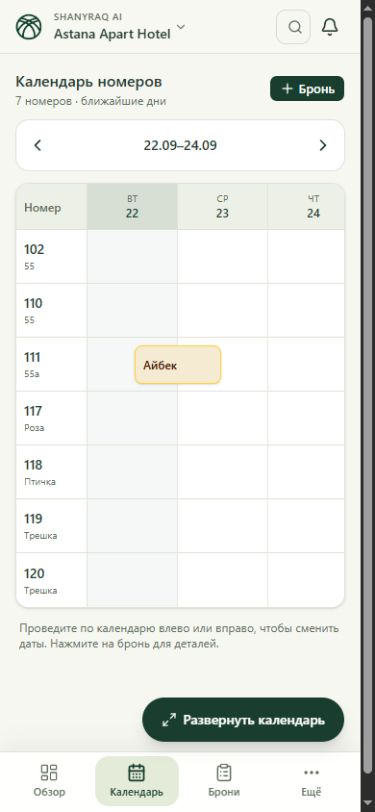 SHANYRAQ AI
Astana Apart Hotel
Календарь номеров
7 номеров · ближайшие дни
+ Бронь
22.09–24.09
Номер
ВТ
22
СР
23
ЧТ
24
102
55
110
55
111
55a
Айбек
117
Роза
118
Птичка
119
Трешка
120
Трешка
Проведите по календарю влево или вправо, чтобы сменить
даты. Нажмите на бронь для деталей.
Развернуть календарь
Обзор
Календарь
Брони
Ещё